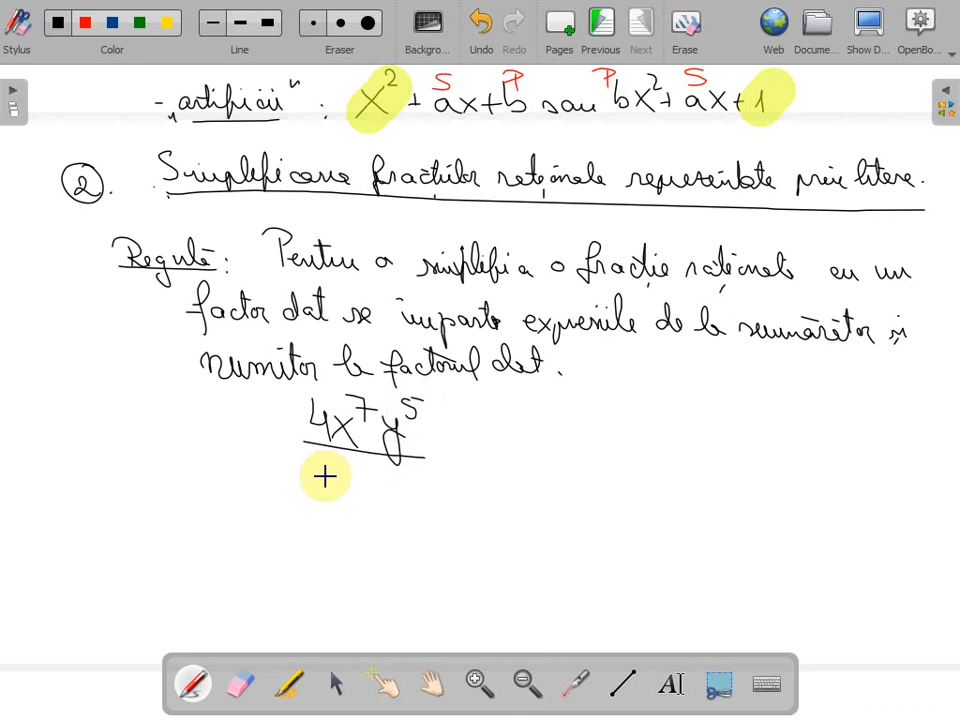 Stylus Color Line Eraser Backgro... Undo Redo Pages Previous Next Erase Web Docume... Show D... OpenBo...
- „artificii” : x² + ax + b sau bx² + ax + 1
S P P S
2. Simplificarea fracțiilor raționale reprezentate prin litere.
Regulă: Pentru a simplifia o fracție rațională cu un
factor dat se împarte expresiile de la numărător și
numitor la factorul dat.
4x⁷y⁵